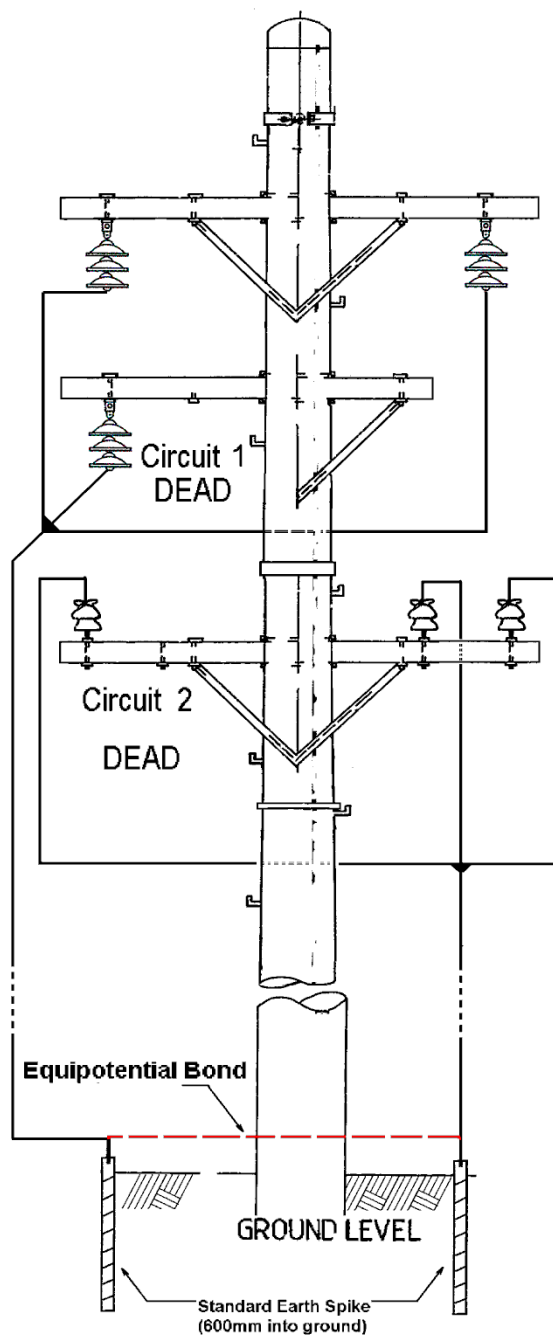 Circuit 1
DEAD
Circuit 2
DEAD
Equipotential Bond
GROUND LEVEL
Standard Earth Spike
(600mm into ground)